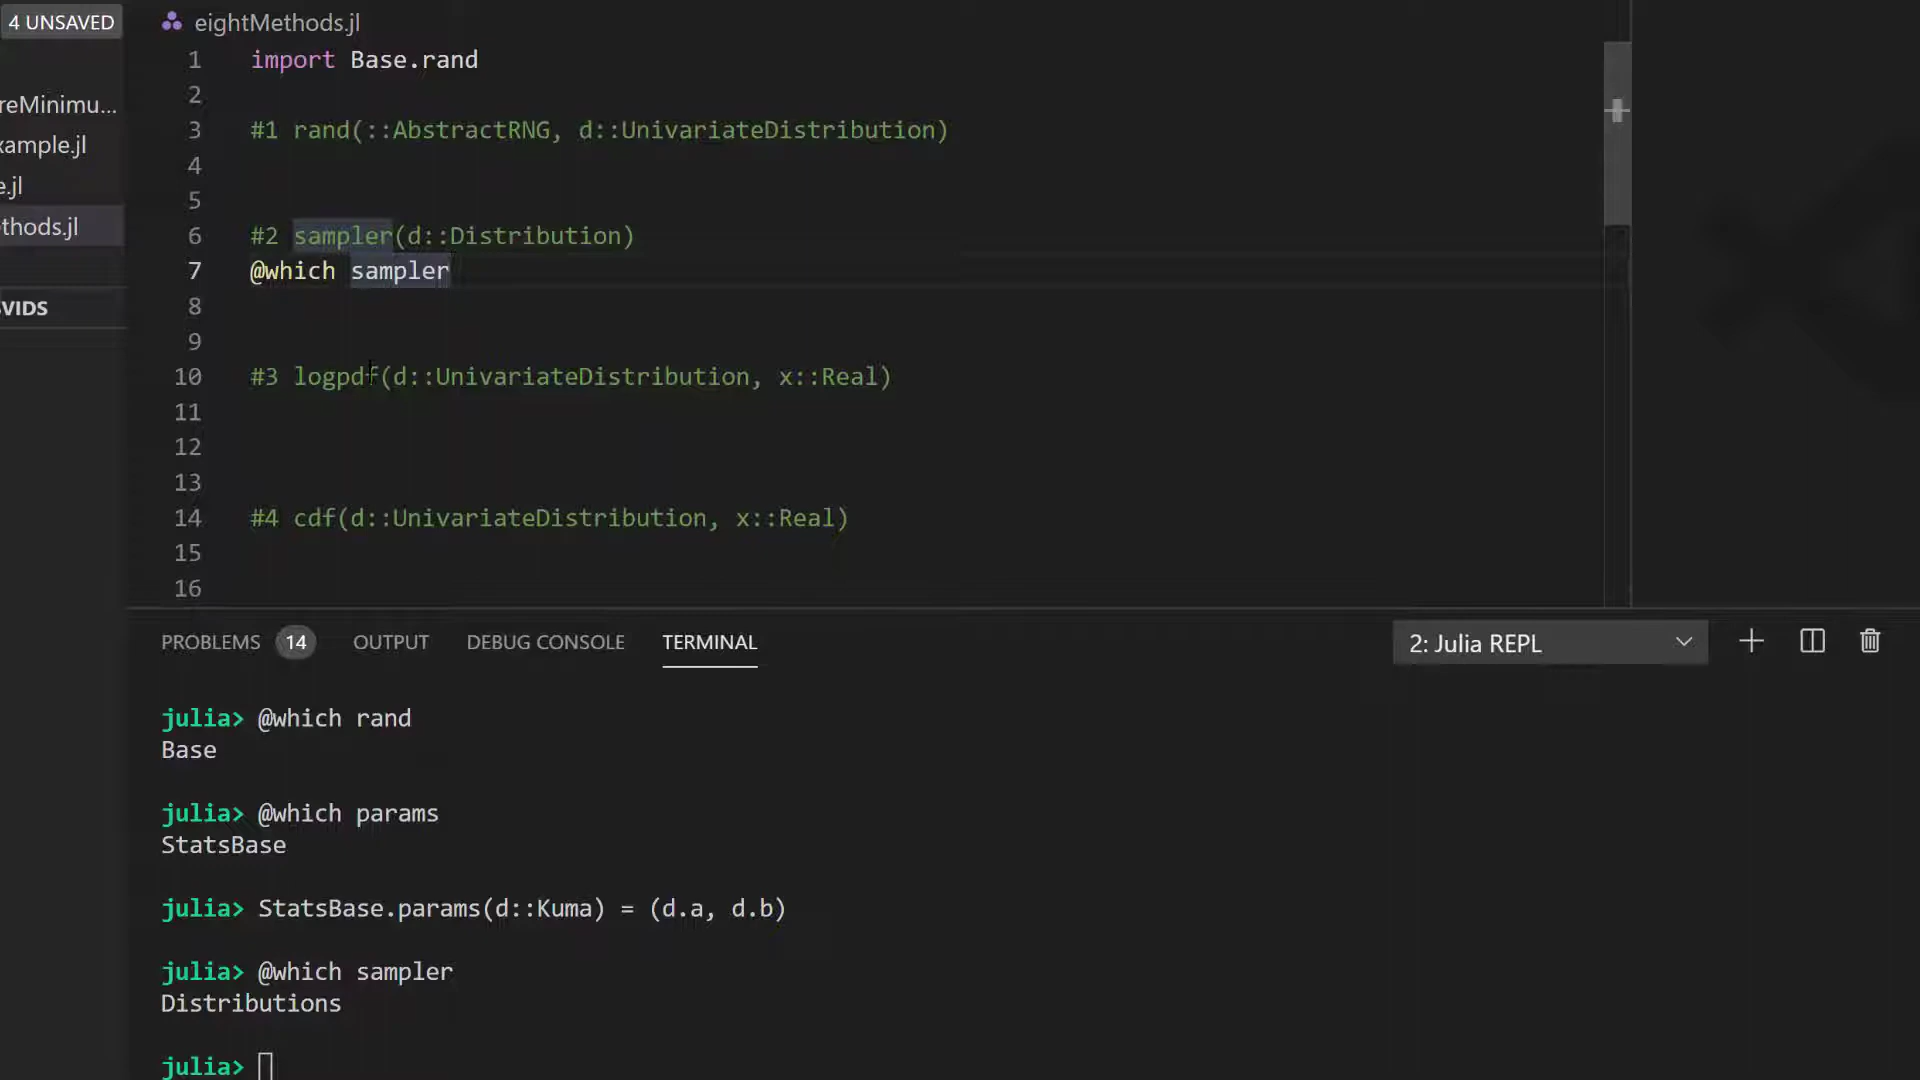 4 UNSAVED
eightMethods.jl
reMinimu...
xample.jl
e.jl
thods.jl
VIDS
1 import Base.rand
2
3 #1 rand(::AbstractRNG, d::UnivariateDistribution)
4
5
6 #2 sampler(d::Distribution)
7 @which sampler
8
9
10 #3 logpdf(d::UnivariateDistribution, x::Real)
11
12
13
14 #4 cdf(d::UnivariateDistribution, x::Real)
15
16
PROBLEMS 14 OUTPUT DEBUG CONSOLE TERMINAL 2: Julia REPL
julia> @which rand
Base
julia> @which params
StatsBase
julia> StatsBase.params(d::Kuma) = (d.a, d.b)
julia> @which sampler
Distributions
julia>